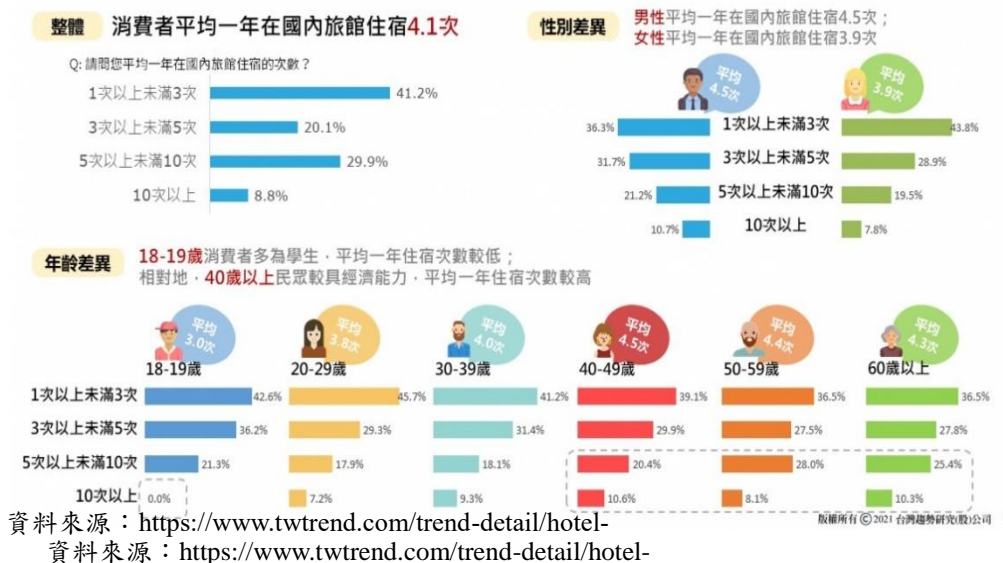 整體 消費者平均一年在國內旅館住宿4.1次
Q: 請問您平均一年在國內旅館住宿的次數？
1次以上未滿3次 41.2%
3次以上未滿5次 20.1%
5次以上未滿10次 29.9%
10次以上 8.8%
性別差異 男性平均一年在國內旅館住宿4.5次；
女性平均一年在國內旅館住宿3.9次
平均 平均
4.5次 3.9次
36.3% 1次以上未滿3次 43.8%
31.7% 3次以上未滿5次 28.9%
21.2% 5次以上未滿10次 19.5%
10.7% 10次以上 7.8%
年齡差異 18-19歲消費者多為學生，平均一年住宿次數較低；
相對地，40歲以上民眾較具經濟能力，平均一年住宿次數較高
平均 平均 平均 平均 平均 平均
3.0次 3.8次 4.0次 4.5次 4.4次 4.3次
18-19歲 20-29歲 30-39歲 40-49歲 50-59歲 60歲以上
1次以上未滿3次 42.6% 45.7% 41.2% 39.1% 36.5% 36.5%
3次以上未滿5次 36.2% 29.3% 31.4% 29.9% 27.5% 27.8%
5次以上未滿10次 21.3% 17.9% 18.1% 20.4% 28.0% 25.4%
10次以上 0.0% 7.2% 9.3% 10.6% 8.1% 10.3%
版權所有 ©2021 台灣趨勢研究(股)公司
資料來源：https://www.twtrend.com/trend-detail/hotel-
資料來源：https://www.twtrend.com/trend-detail/hotel-